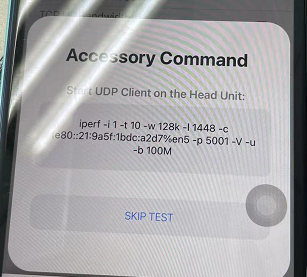 Accessory Command
Start UDP Client on the Head Unit:
iperf -i 1 -t 10 -w 128k -l 1448 -c
fe80::21:9a5f:1bdc:a2d7%en5 -p 5001 -V -u
-b 100M
SKIP TEST